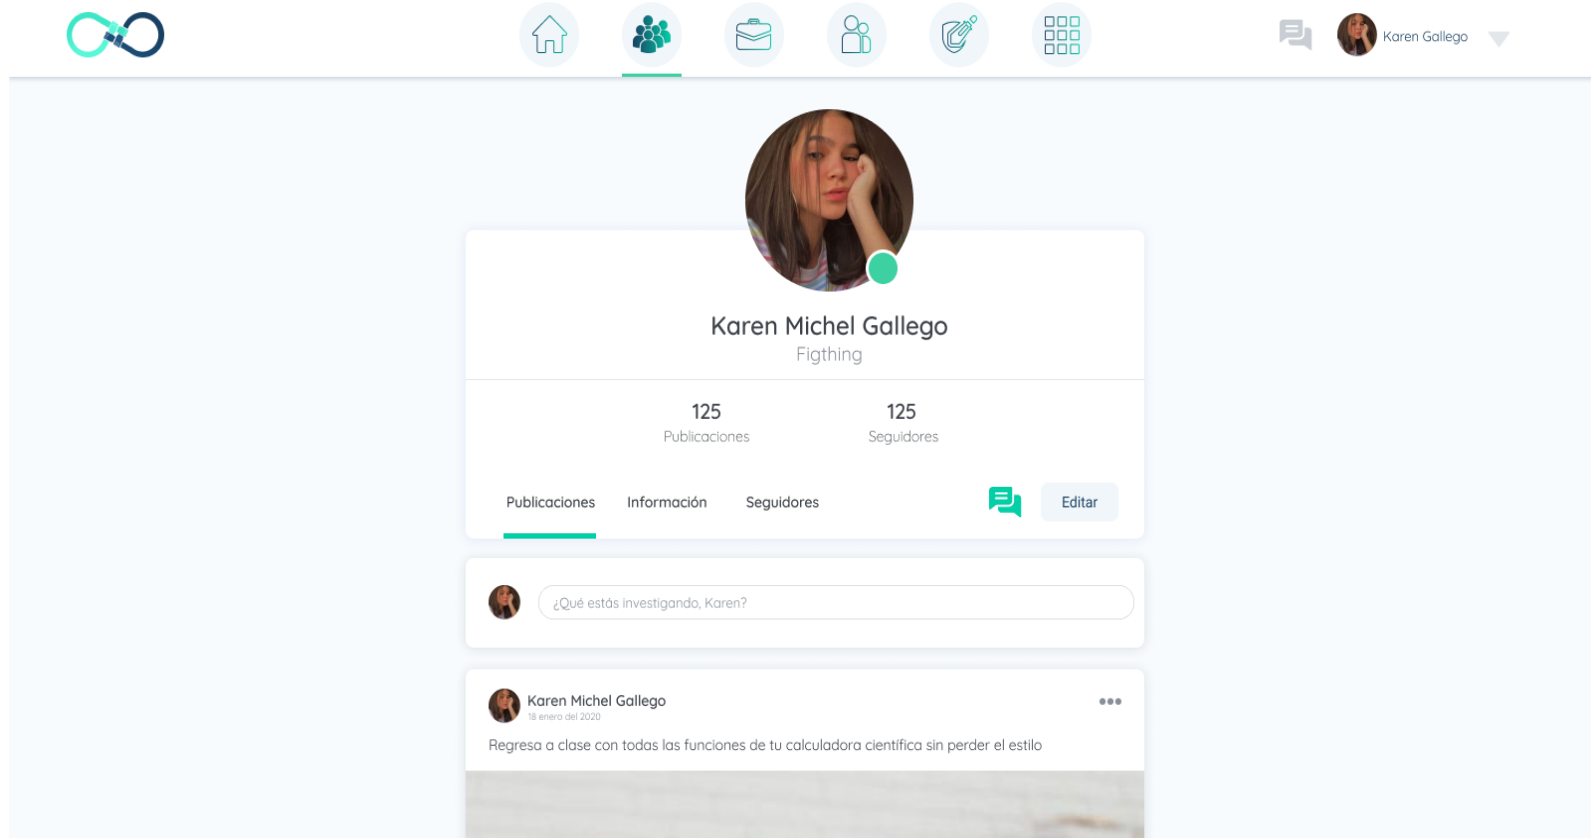 Karen Gallego
Karen Michel Gallego
Figthing
125
Publicaciones
125
Seguidores
Publicaciones
Información
Seguidores
Editar
¿Qué estás investigando, Karen?
Karen Michel Gallego
18 enero del 2020
Regresa a clase con todas las funciones de tu calculadora científica sin perder el estilo